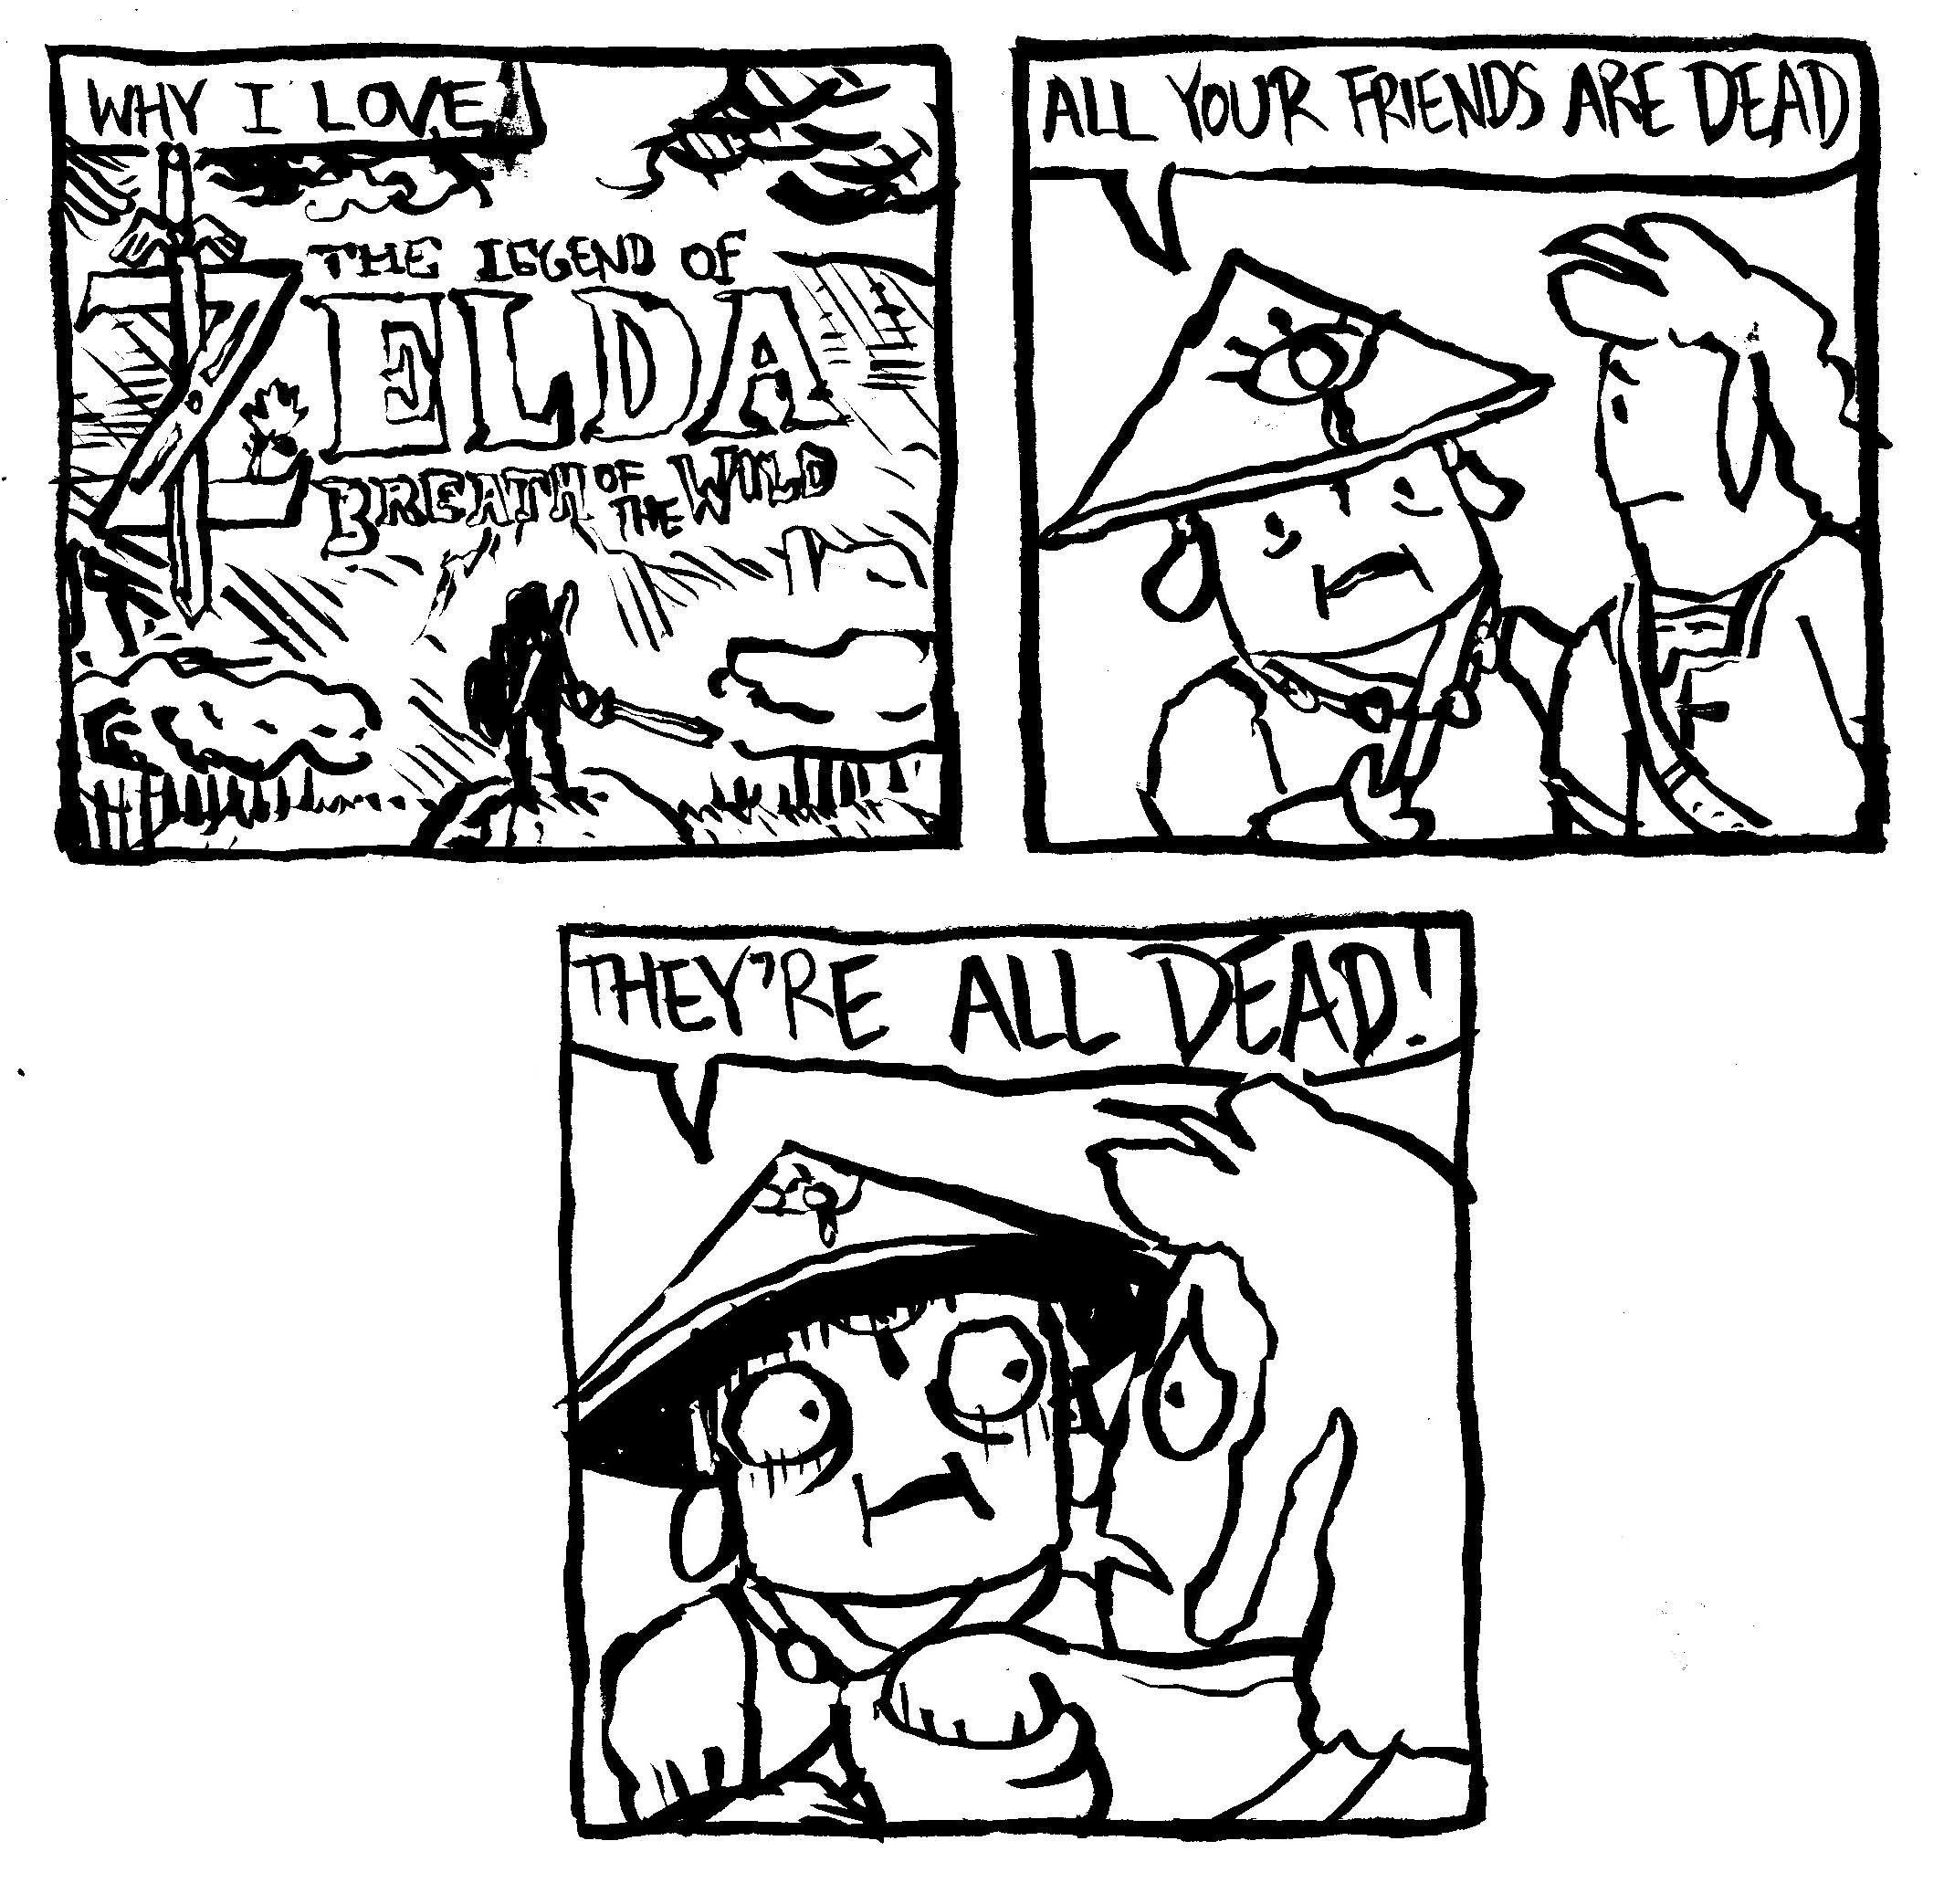 WHY I LOVE
THE LEGEND OF
ZELDA
BREATH OF THE WILD
ALL YOUR FRIENDS ARE DEAD
THEY'RE ALL DEAD!